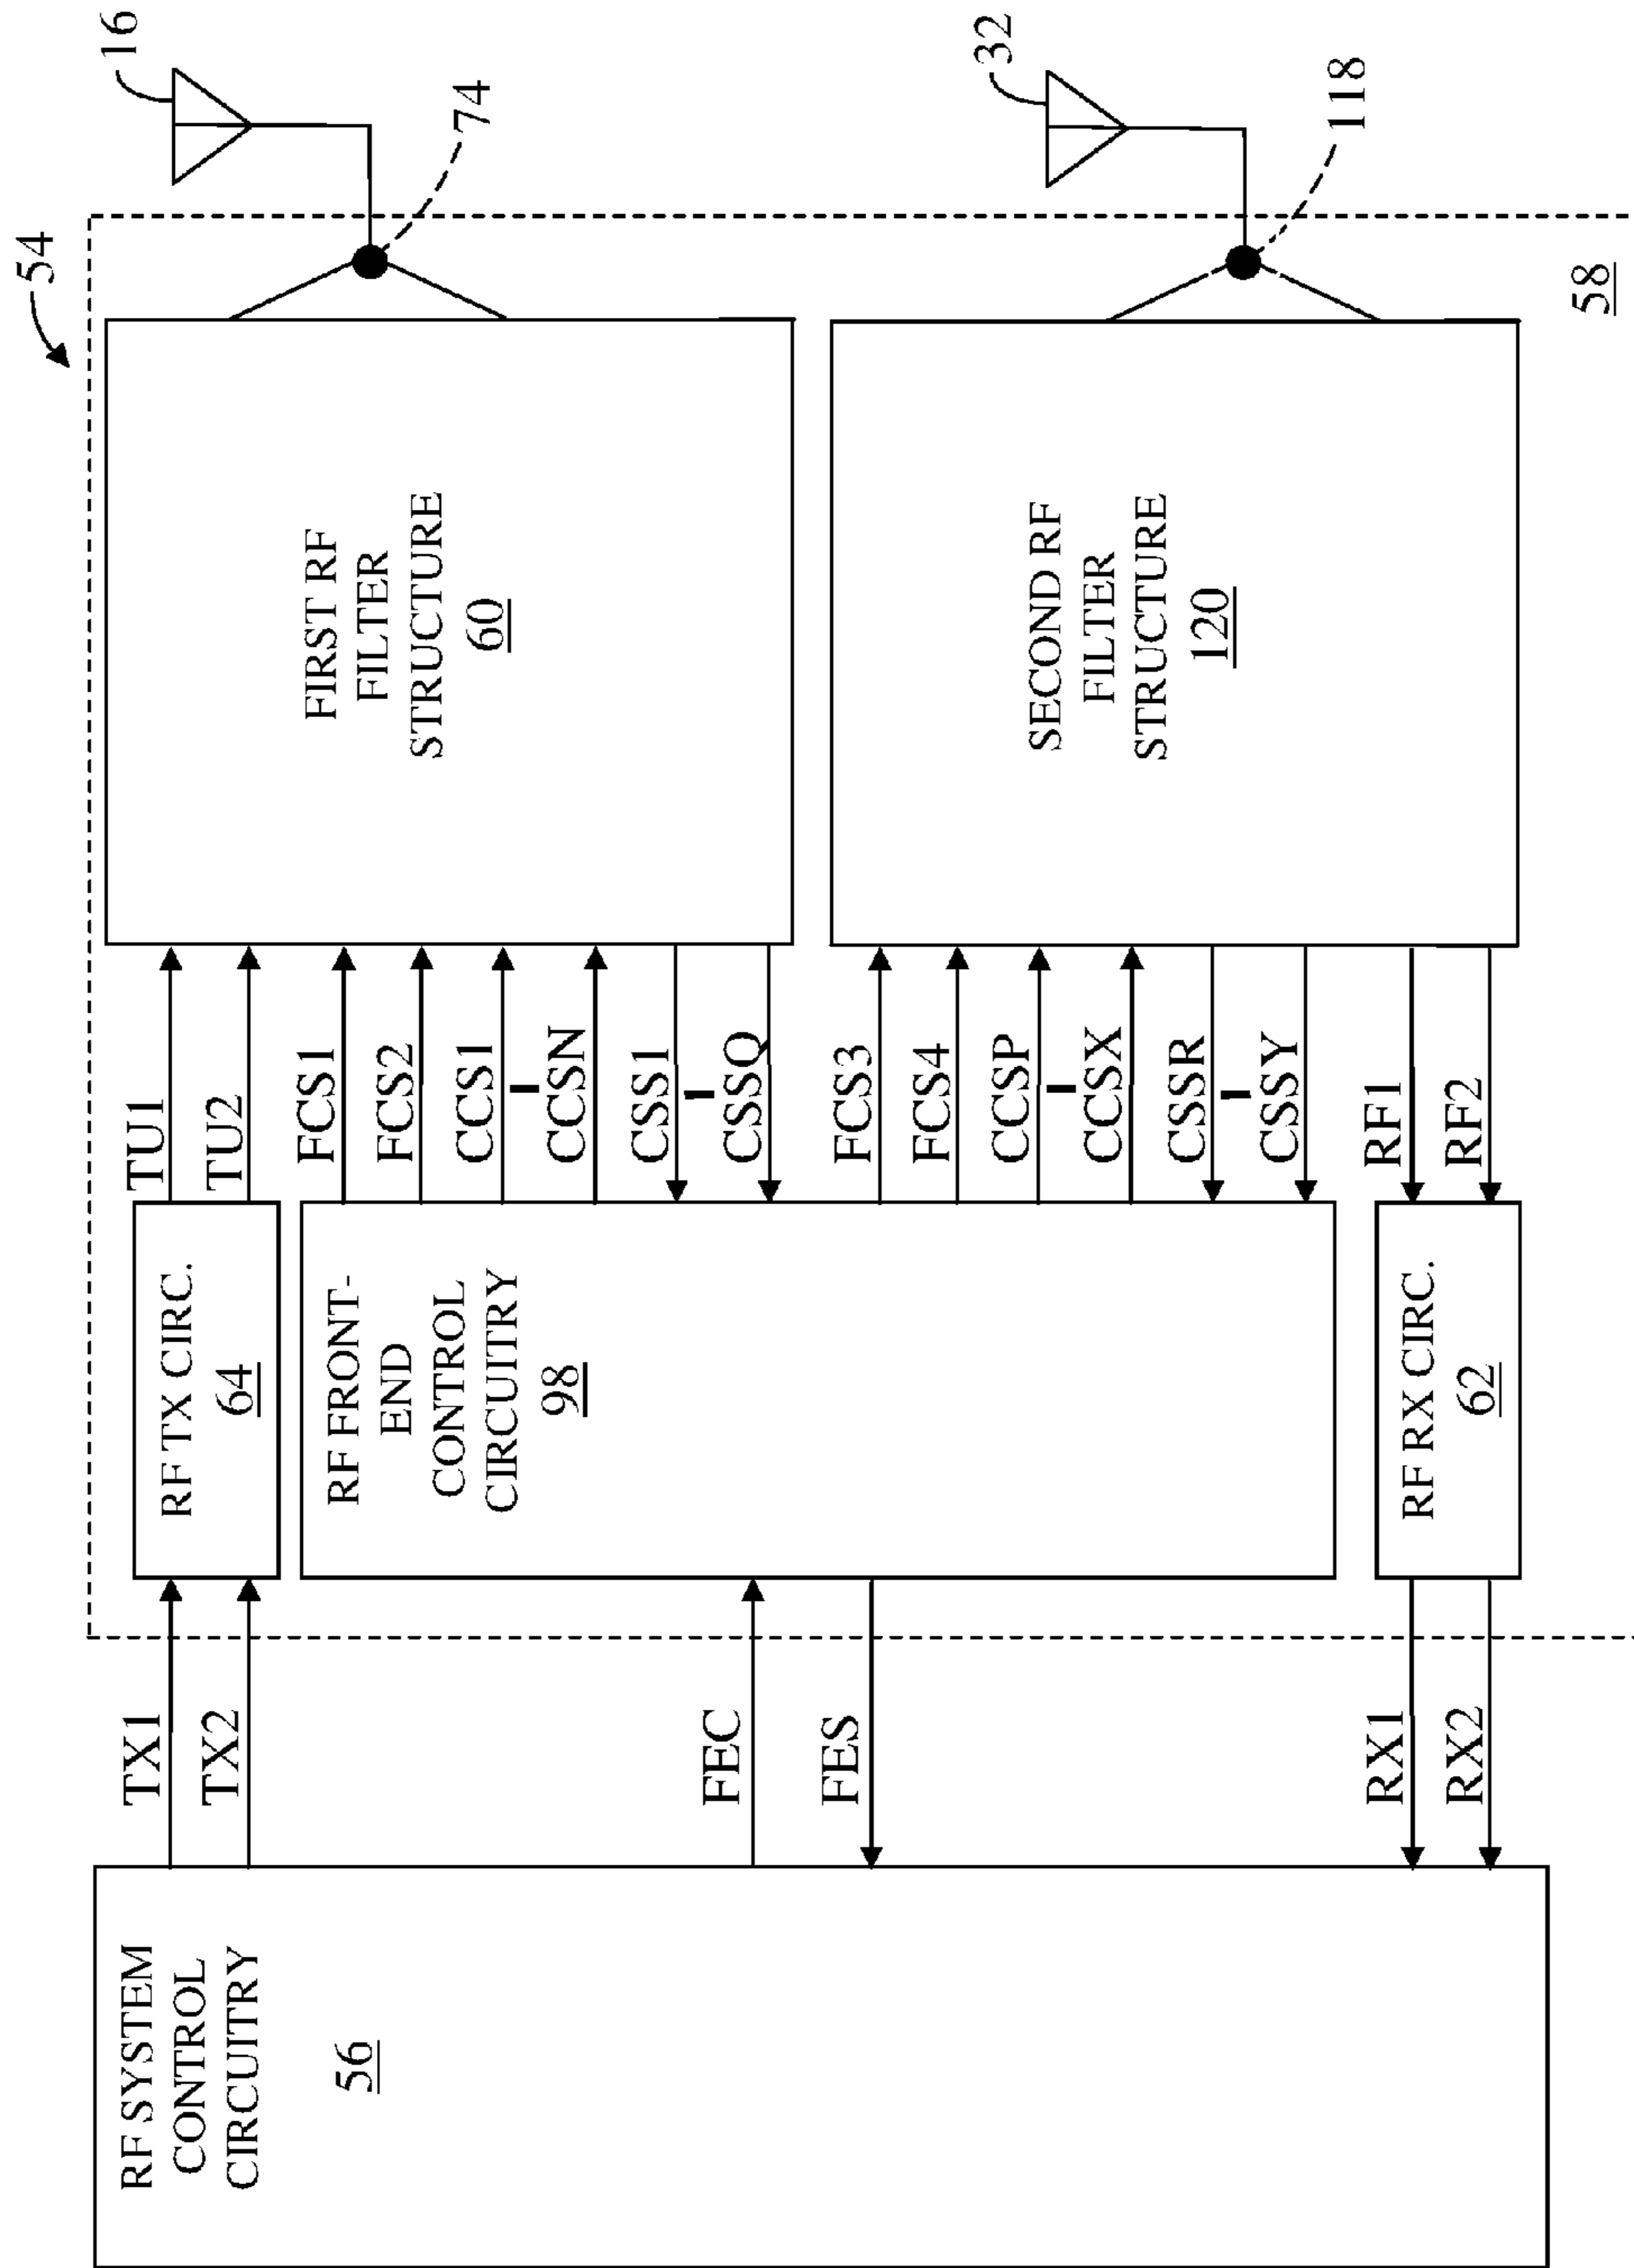 54
RF SYSTEM
CONTROL
CIRCUITRY
56
TX1
TX2
FEC
FES
RX1
RX2
RF TX CIRC.
64
RF FRONT-
END
CONTROL
CIRCUITRY
98
RF RX CIRC.
62
TU1
TU2
FCS1
FCS2
CCS1
CCSN
CSS1
CSSQ
FCS3
FCS4
CCSP
CCSX
CSSR
CSSY
RF1
RF2
FIRST RF
FILTER
STRUCTURE
60
SECOND RF
FILTER
STRUCTURE
120
16
74
32
118
58